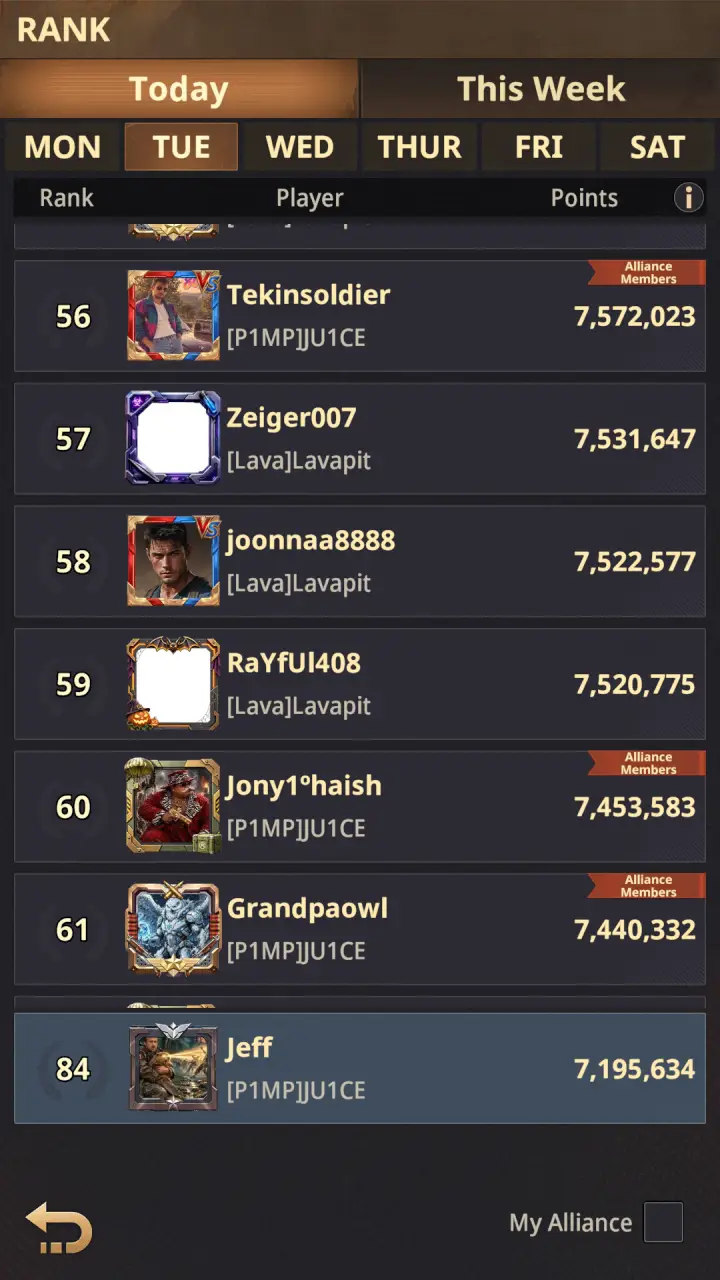 RANK
Today
This Week
MON
TUE
WED
THUR
FRI
SAT
Rank
Player
Points
56
Tekinsoldier
[P1MP]JU1CE
Alliance
Members
7,572,023
57
Zeiger007
[Lava]Lavapit
7,531,647
58
joonnaa8888
[Lava]Lavapit
7,522,577
59
RaYfUl408
[Lava]Lavapit
7,520,775
60
Jony1ºhaish
[P1MP]JU1CE
Alliance
Members
7,453,583
61
Grandpaowl
[P1MP]JU1CE
Alliance
Members
7,440,332
84
Jeff
[P1MP]JU1CE
7,195,634
My Alliance